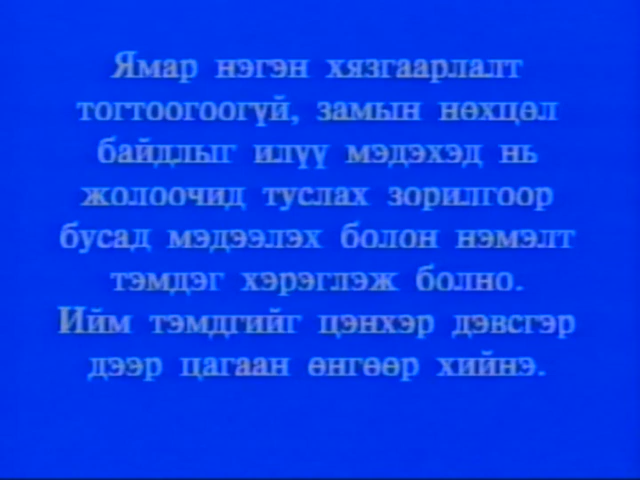 Ямар нэгэн хязгаарлалт
тогтоогоогүй, замын нөхцөл
байдлыг илүү мэдэхэд нь
жолоочид туслах зорилгоор
бусад мэдээлэх болон нэмэлт
тэмдэг хэрэглэж болно.
Ийм тэмдгийг цэнхэр дэвсгэр
дээр цагаан өнгөөр хийнэ.